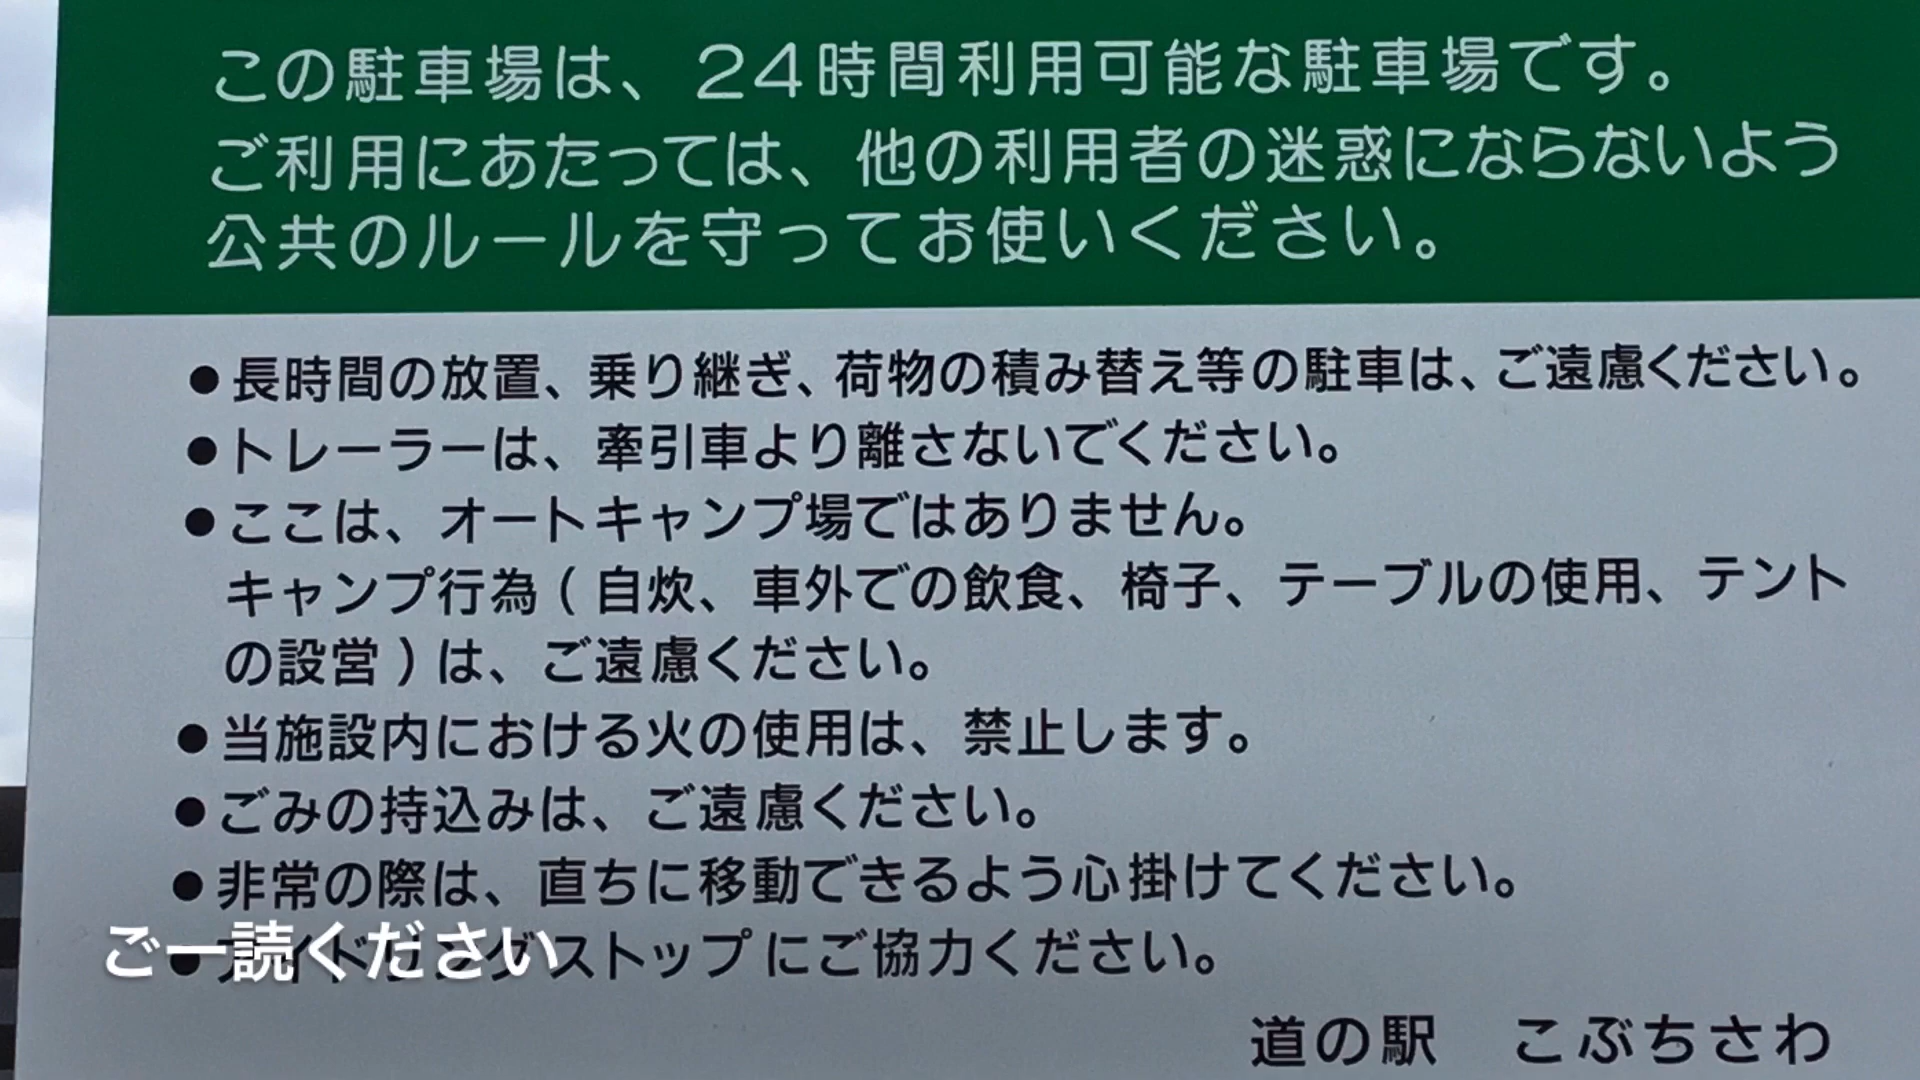 この駐車場は、24時間利用可能な駐車場です。
ご利用にあたっては、他の利用者の迷惑にならないよう
公共のルールを守ってお使いください。
●長時間の放置、乗り継ぎ、荷物の積み替え等の駐車は、ご遠慮ください。
●トレーラーは、牽引車より離さないでください。
●ここは、オートキャンプ場ではありません。
キャンプ行為(自炊、車外での飲食、椅子、テーブルの使用、テント
の設営)は、ご遠慮ください。
●当施設内における火の使用は、禁止します。
●ごみの持込みは、ご遠慮ください。
●非常の際は、直ちに移動できるよう心掛けてください。
●アイドリングストップにご協力ください。
ご一読ください
道の駅 こぶちさわ